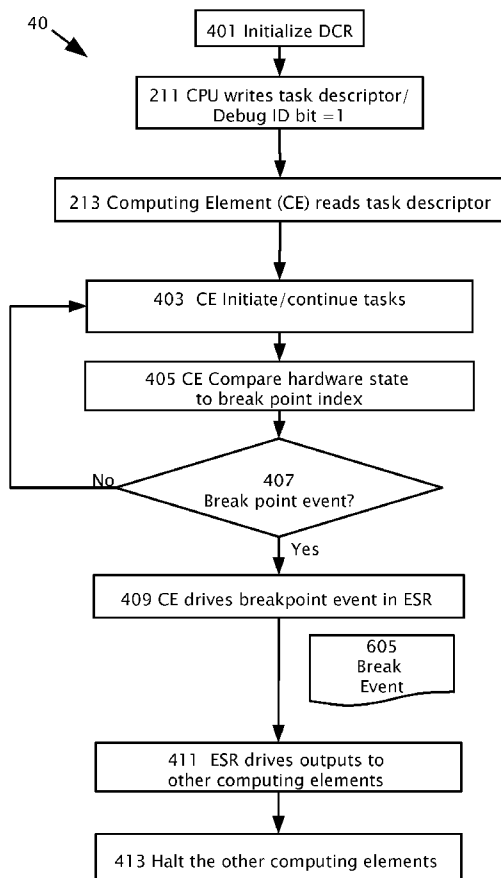 40
401 Initialize DCR
211 CPU writes task descriptor/
Debug ID bit =1
213 Computing Element (CE) reads task descriptor
403 CE Initiate/continue tasks
405 CE Compare hardware state
to break point index
407
Break point event?
No
Yes
409 CE drives breakpoint event in ESR
605
Break
Event
411 ESR drives outputs to
other computing elements
413 Halt the other computing elements